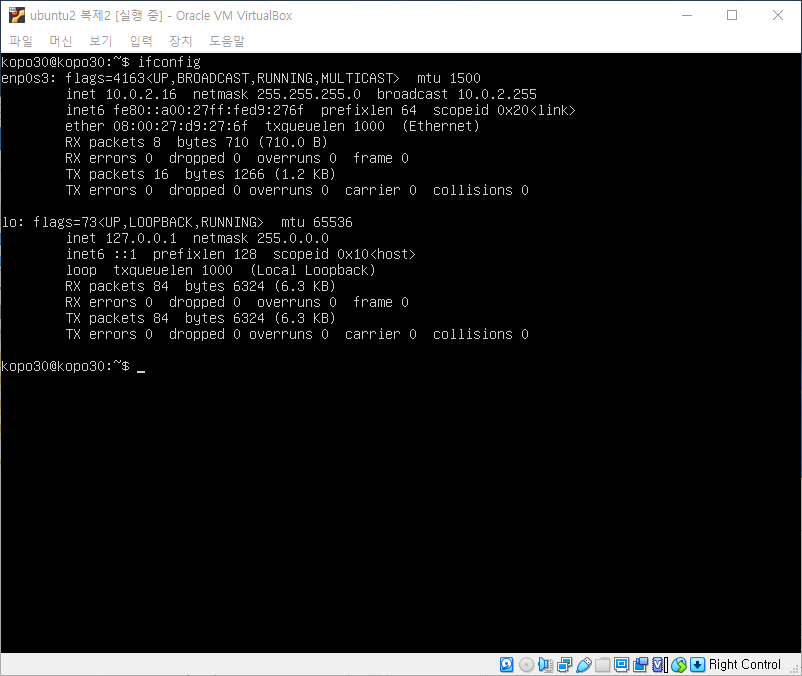 ubuntu2 복제2 [실행 중] - Oracle VM VirtualBox
파일 머신 보기 입력 장치 도움말
kopo30@kopo30:~$ ifconfig
enp0s3: flags=4163<UP,BROADCAST,RUNNING,MULTICAST>  mtu 1500
        inet 10.0.2.16  netmask 255.255.255.0  broadcast 10.0.2.255
        inet6 fe80::a00:27ff:fed9:276f  prefixlen 64  scopeid 0x20<link>
        ether 08:00:27:d9:27:6f  txqueuelen 1000  (Ethernet)
        RX packets 8  bytes 710 (710.0 B)
        RX errors 0  dropped 0  overruns 0  frame 0
        TX packets 16  bytes 1266 (1.2 KB)
        TX errors 0  dropped 0 overruns 0  carrier 0  collisions 0
lo: flags=73<UP,LOOPBACK,RUNNING>  mtu 65536
        inet 127.0.0.1  netmask 255.0.0.0
        inet6 ::1  prefixlen 128  scopeid 0x10<host>
        loop  txqueuelen 1000  (Local Loopback)
        RX packets 84  bytes 6324 (6.3 KB)
        RX errors 0  dropped 0  overruns 0  frame 0
        TX packets 84  bytes 6324 (6.3 KB)
        TX errors 0  dropped 0 overruns 0  carrier 0  collisions 0
kopo30@kopo30:~$ _
Right Control